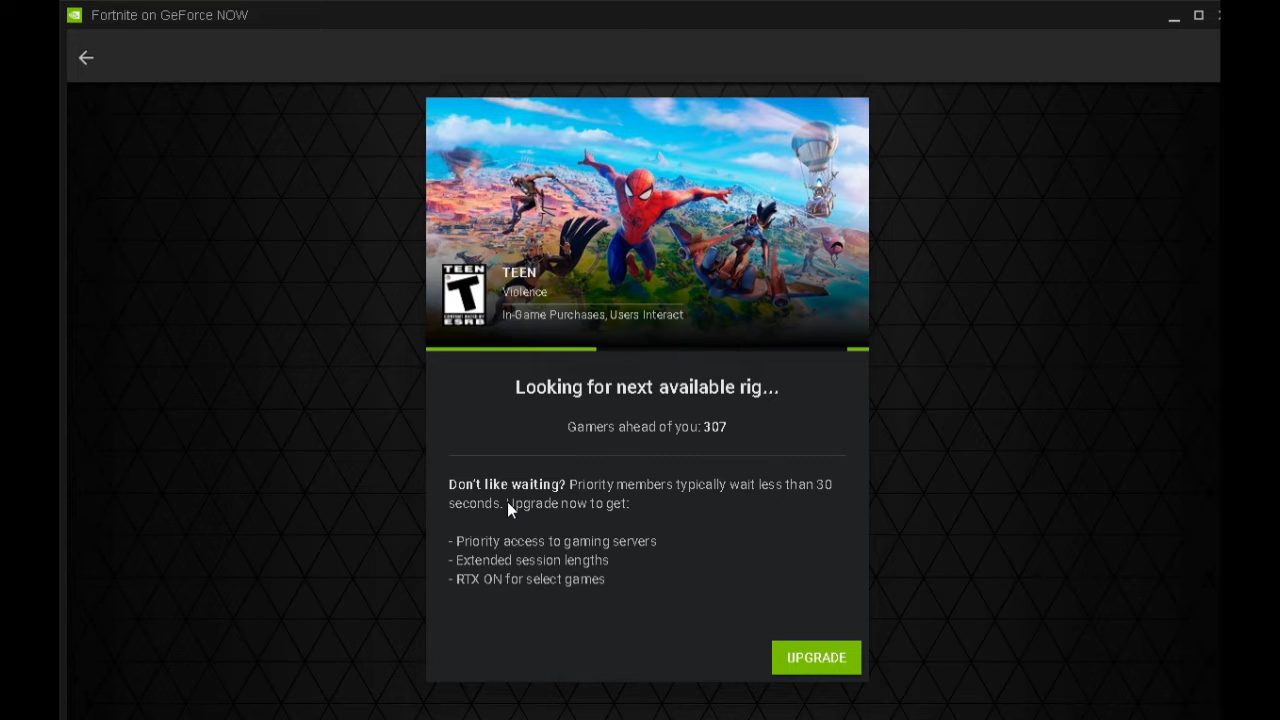 Fortnite on GeForce NOW
TEEN
T
ESRB
TEEN
Violence
In-Game Purchases, Users Interact
Looking for next available rig...
Gamers ahead of you: 307
Don't like waiting? Priority members typically wait less than 30
seconds. Upgrade now to get:
- Priority access to gaming servers
- Extended session lengths
- RTX ON for select games
UPGRADE